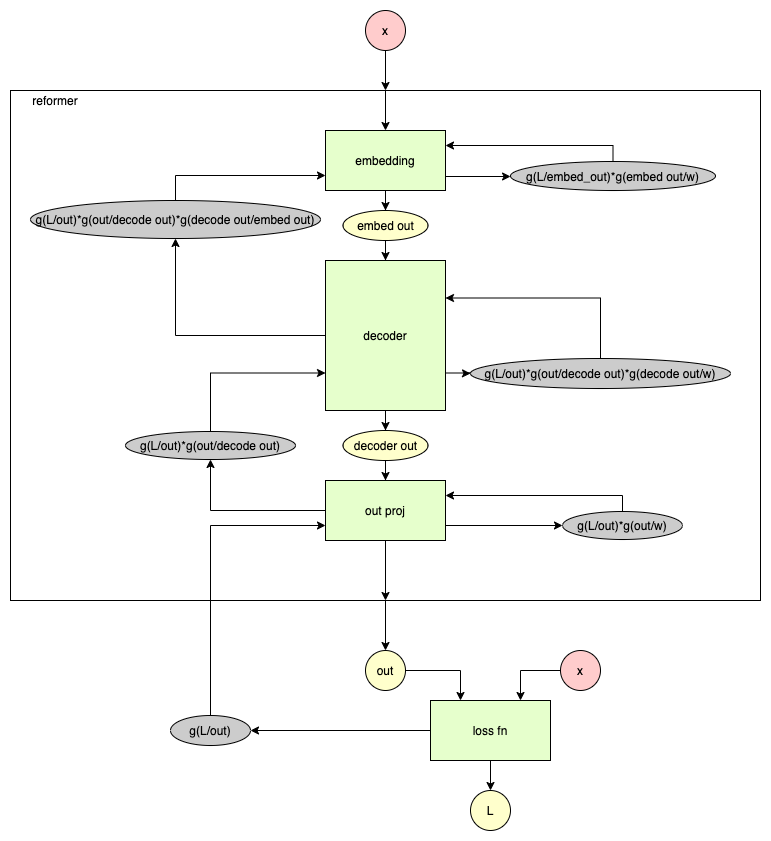 x
reformer
embedding
g(L/embed_out)*g(embed out/w)
g(L/out)*g(out/decode out)*g(decode out/embed out)
embed out
decoder
g(L/out)*g(out/decode out)*g(decode out/w)
g(L/out)*g(out/decode out)
decoder out
out proj
g(L/out)*g(out/w)
out
x
g(L/out)
loss fn
L